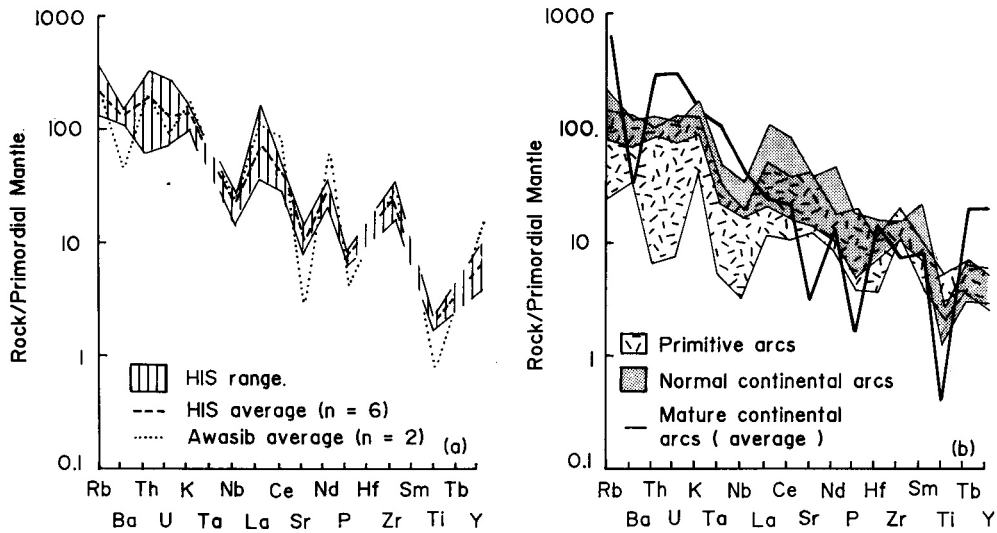 1000
100
10
1
0.1
Rock/Primordial Mantle.
HIS range.
HIS average (n = 6)
Awasib average (n = 2)
(a)
Rb Th K Nb La Ce Nd Hf Sm Tb
Ba U Ta Sr P Zr Ti Y
1000
100.
10
1
0.1
Rock/Primordial Mantle
Primitive arcs
Normal continental arcs
Mature continental
arcs ( average )
(b)
Rb Th K Nb Ce Nd Hf Sm Tb
Ba U Ta La Sr P Zr Ti Y